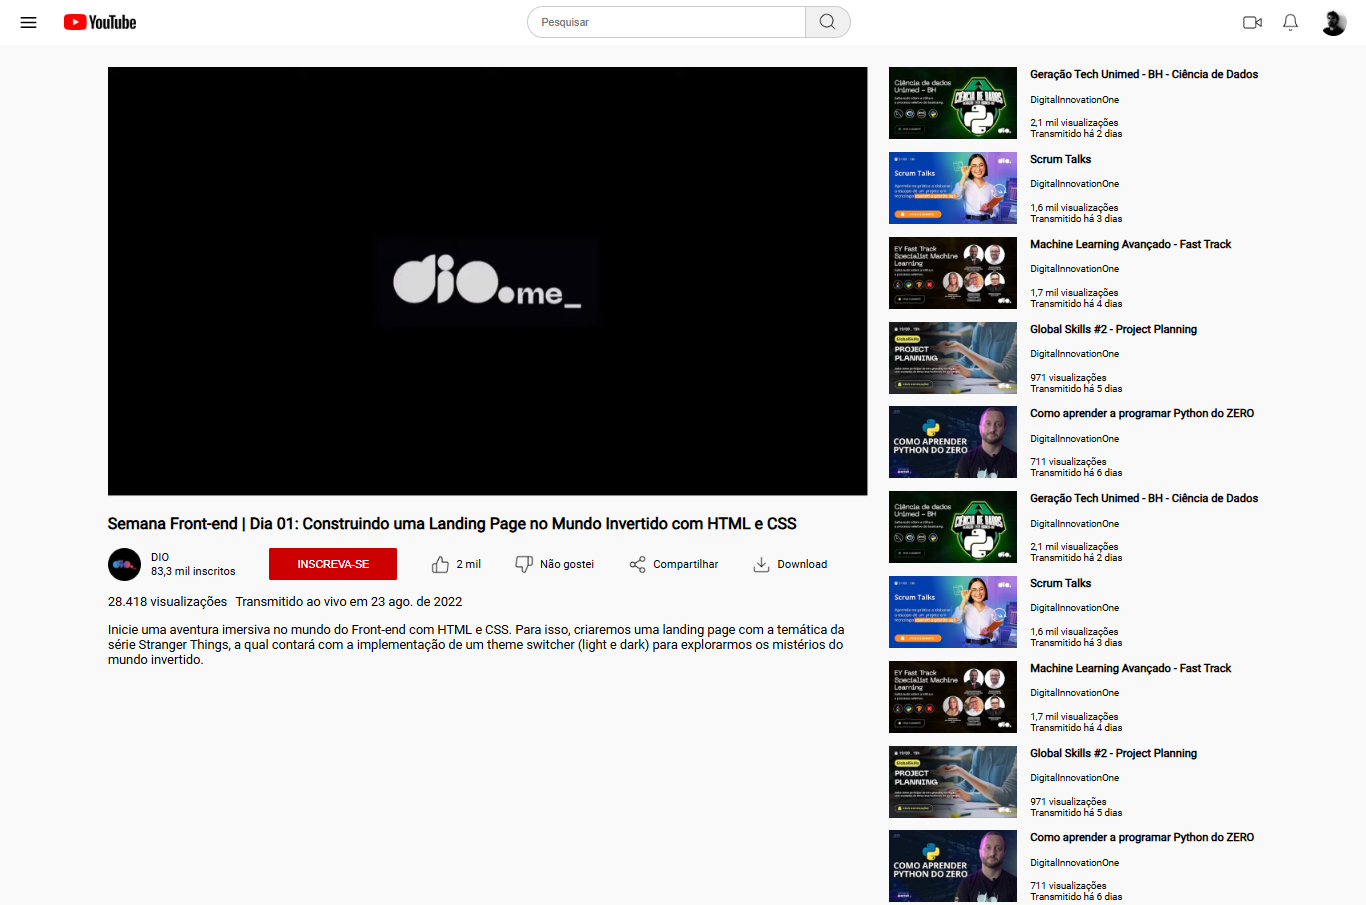 YouTube
Pesquisar
dio.me_
Semana Front-end | Dia 01: Construindo uma Landing Page no Mundo Invertido com HTML e CSS
DIO
83,3 mil inscritos
INSCREVA-SE
2 mil
Não gostei
Compartilhar
Download
28.418 visualizações Transmitido ao vivo em 23 ago. de 2022
Inicie uma aventura imersiva no mundo do Front-end com HTML e CSS. Para isso, criaremos uma landing page com a temática da
série Stranger Things, a qual contará com a implementação de um theme switcher (light e dark) para explorarmos os mistérios do
mundo invertido.
Ciência de dados
Unimed - BH
CIÊNCIA DE DADOS
Geração Tech Unimed - BH - Ciência de Dados
DigitalInnovationOne
2,1 mil visualizações
Transmitido há 2 dias
Scrum Talks
Scrum Talks
DigitalInnovationOne
1,6 mil visualizações
Transmitido há 3 dias
EY Fast Track
Specialist Machine
Learning
Machine Learning Avançado - Fast Track
DigitalInnovationOne
1,7 mil visualizações
Transmitido há 4 dias
PROJECT
PLANNING
Global Skills #2 - Project Planning
DigitalInnovationOne
971 visualizações
Transmitido há 5 dias
COMO APRENDER
PYTHON DO ZERO
Como aprender a programar Python do ZERO
DigitalInnovationOne
711 visualizações
Transmitido há 6 dias
Ciência de dados
Unimed - BH
CIÊNCIA DE DADOS
Geração Tech Unimed - BH - Ciência de Dados
DigitalInnovationOne
2,1 mil visualizações
Transmitido há 2 dias
Scrum Talks
Scrum Talks
DigitalInnovationOne
1,6 mil visualizações
Transmitido há 3 dias
EY Fast Track
Specialist Machine
Learning
Machine Learning Avançado - Fast Track
DigitalInnovationOne
1,7 mil visualizações
Transmitido há 4 dias
PROJECT
PLANNING
Global Skills #2 - Project Planning
DigitalInnovationOne
971 visualizações
Transmitido há 5 dias
COMO APRENDER
PYTHON DO ZERO
Como aprender a programar Python do ZERO
DigitalInnovationOne
711 visualizações
Transmitido há 6 dias